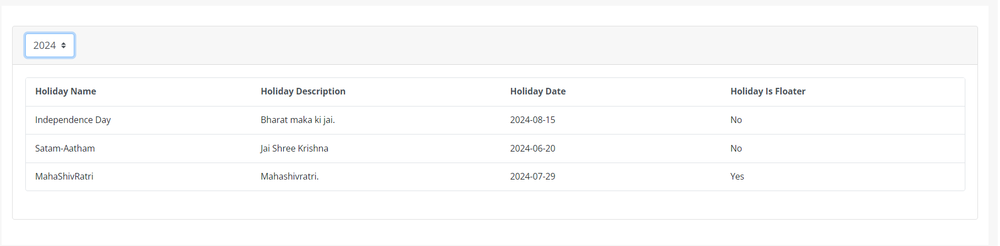 2024
Holiday Name Holiday Description Holiday Date Holiday Is Floater
Independence Day Bharat maka ki jai. 2024-08-15 No
Satam-Aatham Jai Shree Krishna 2024-06-20 No
MahaShivRatri Mahashivratri. 2024-07-29 Yes